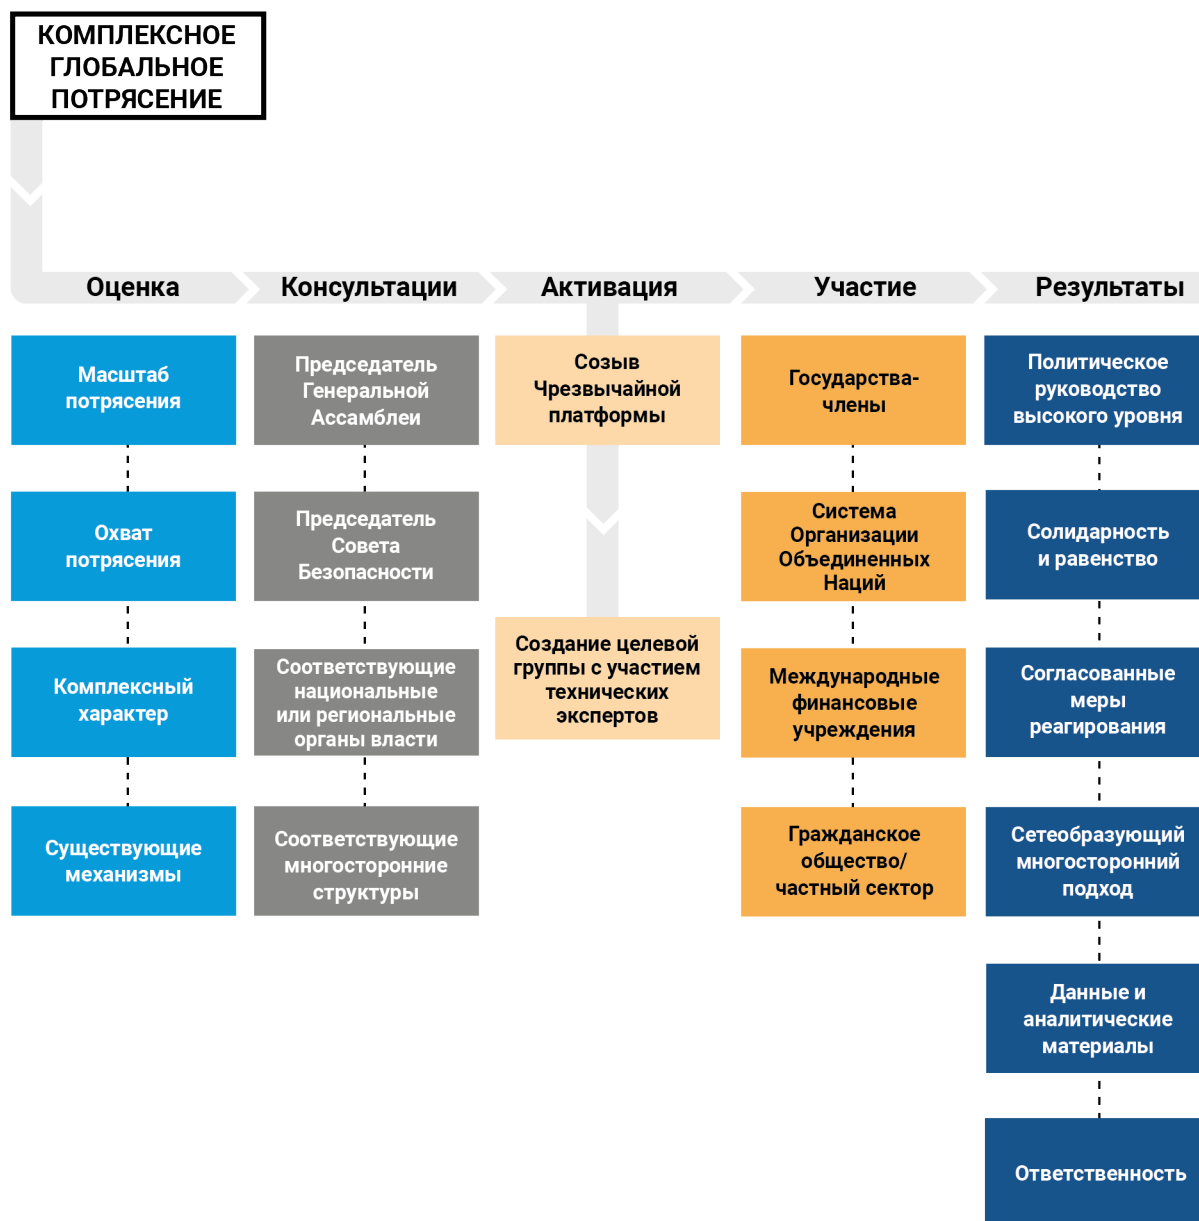 КОМПЛЕКСНОЕ
ГЛОБАЛЬНОЕ
ПОТРЯСЕНИЕ
Оценка
Консультации
Активация
Участие
Результаты
Масштаб
потрясения
Охват
потрясения
Комплексный
характер
Существующие
механизмы
Председатель
Генеральной
Ассамблеи
Председатель
Совета
Безопасности
Соответствующие
национальные
или региональные
органы власти
Соответствующие
многосторонние
структуры
Созыв
Чрезвычайной
платформы
Создание целевой
группы с участием
технических
экспертов
Государства-
члены
Система
Организации
Объединенных
Наций
Международные
финансовые
учреждения
Гражданское
общество/
частный сектор
Политическое
руководство
высокого уровня
Солидарность
и равенство
Согласованные
меры
реагирования
Сетеобразующий
многосторонний
подход
Данные и
аналитические
материалы
Ответственность